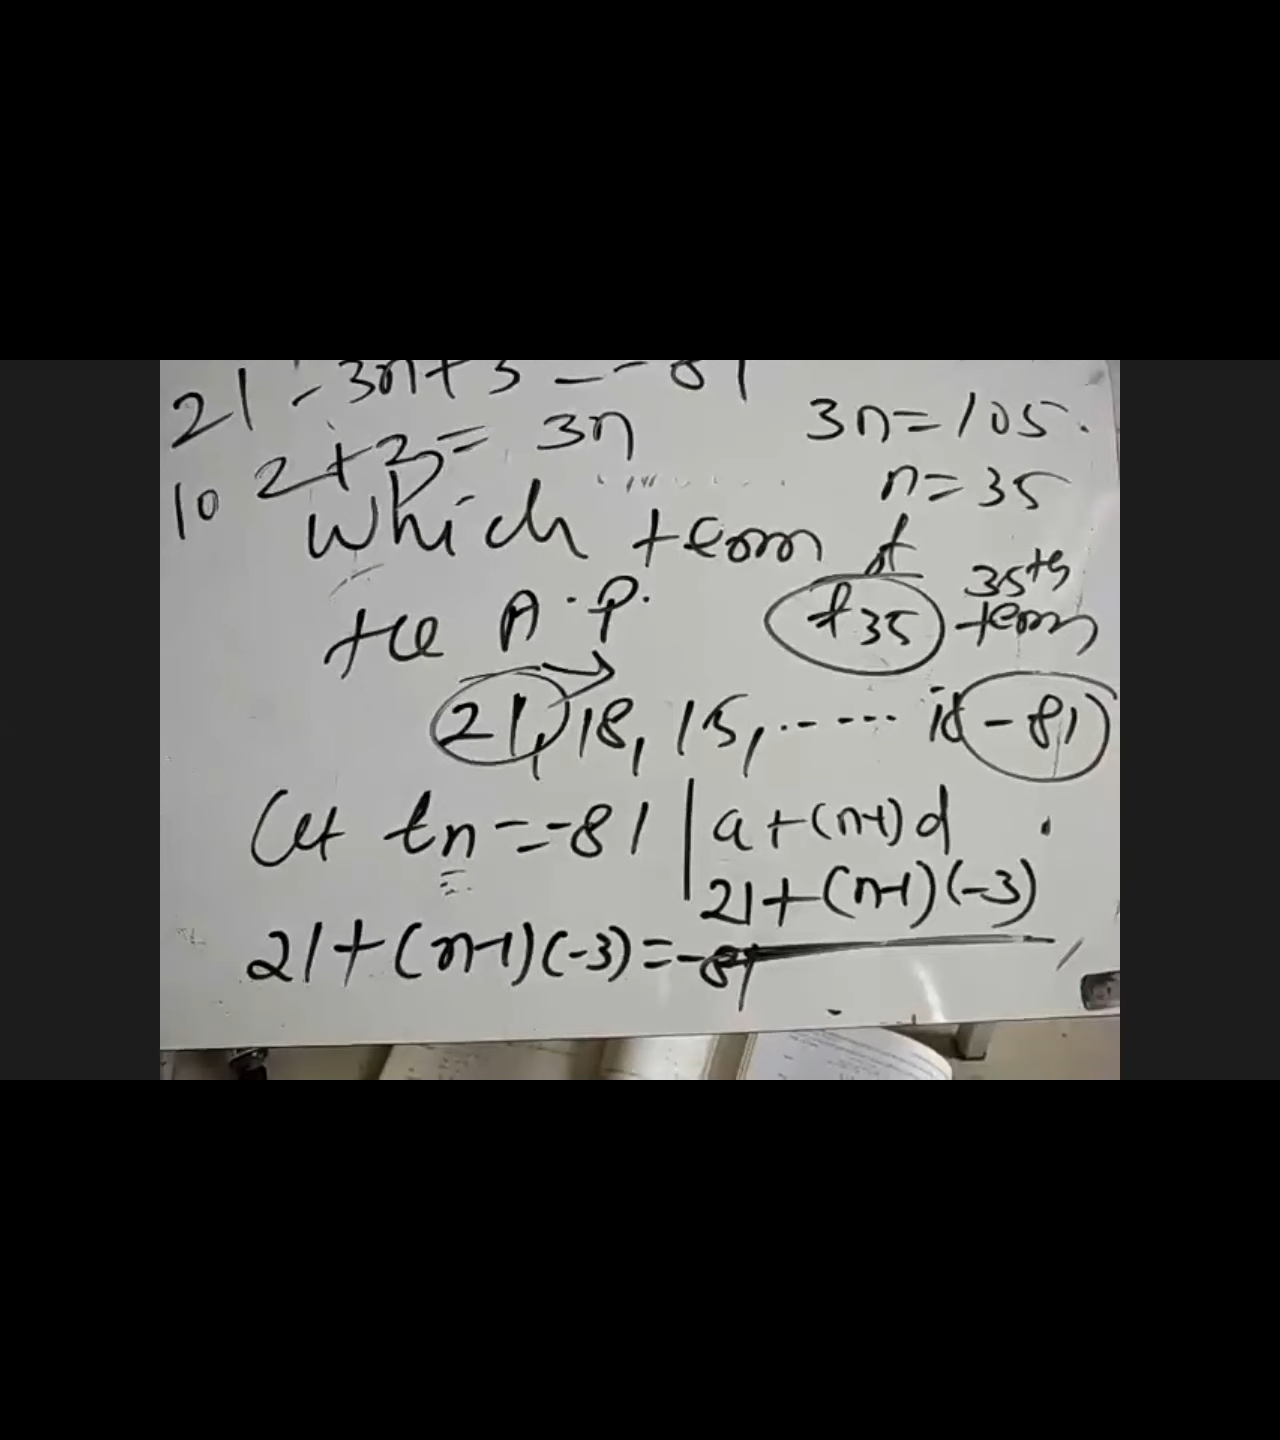 21 - 3n + 3 = - 81
102 + 3 = 3n
3n = 105.
n = 35
Which term of
the A.P.
t35 35th term
21, 18, 15, ...... is - 81
Let tn = -81 | a + (n-1) d
21 + (n-1) (-3)
21 + (n-1) (-3) = -81